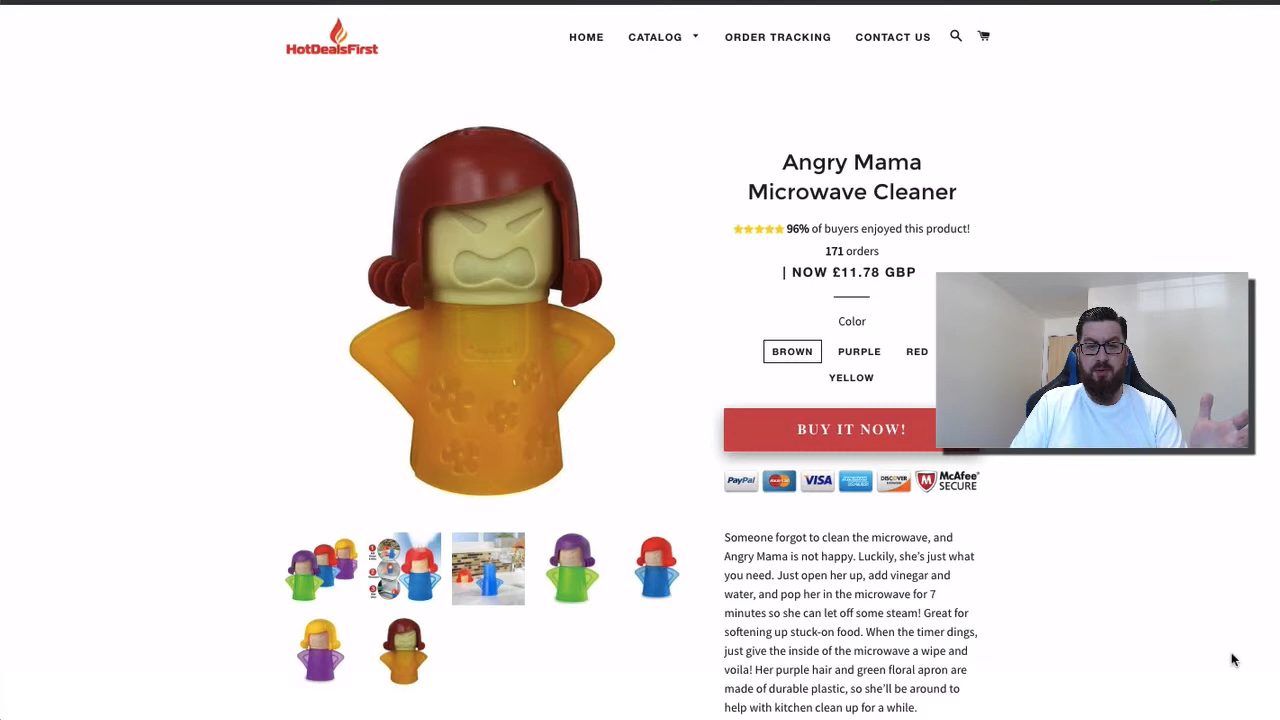 HotDealsFirst
HOME
CATALOG
ORDER TRACKING
CONTACT US
Angry Mama
Microwave Cleaner
96% of buyers enjoyed this product!
171 orders
| NOW £11.78 GBP
Color
BROWN
PURPLE
RED
YELLOW
BUY IT NOW!
PayPal
VISA
DISCOVER
McAfee
SECURE
Someone forgot to clean the microwave, and
Angry Mama is not happy. Luckily, she's just what
you need. Just open her up, add vinegar and
water, and pop her in the microwave for 7
minutes so she can let off some steam! Great for
softening up stuck-on food. When the timer dings,
just give the inside of the microwave a wipe and
voila! Her purple hair and green floral apron are
made of durable plastic, so she'll be around to
help with kitchen clean up for a while.